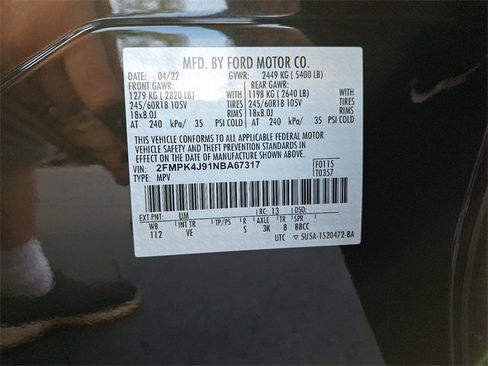 MFD. BY FORD MOTOR CO.
DATE: 04/22 GVWR: 2449 KG ( 5400 LB)
FRONT GAWR: REAR GAWR:
1279 KG ( 2820 LB) WITH 1198 KG ( 2640 LB) WITH
245/60R18 105V TIRES 245/60R18 105V TIRES
18x8.0J RIMS 18x8.0J RIMS
AT 240 kPa/ 35 PSI COLD AT 240 kPa/ 35 PSI COLD
THIS VEHICLE CONFORMS TO ALL APPLICABLE FEDERAL MOTOR
VEHICLE SAFETY AND THEFT PREVENTION STANDARDS IN
EFFECT ON THE DATE OF MANUFACTURE SHOWN ABOVE.
VIN: 2FMPK4J91NBA67317 F0115
TYPE: MPV T0357
EXT PNT: UM RC: 13 DSO:
WB INT TR TP/PS R AXLE TR SPR
112 VE S 3K 8 BBCC
UTC 5U5A-1520472-BA